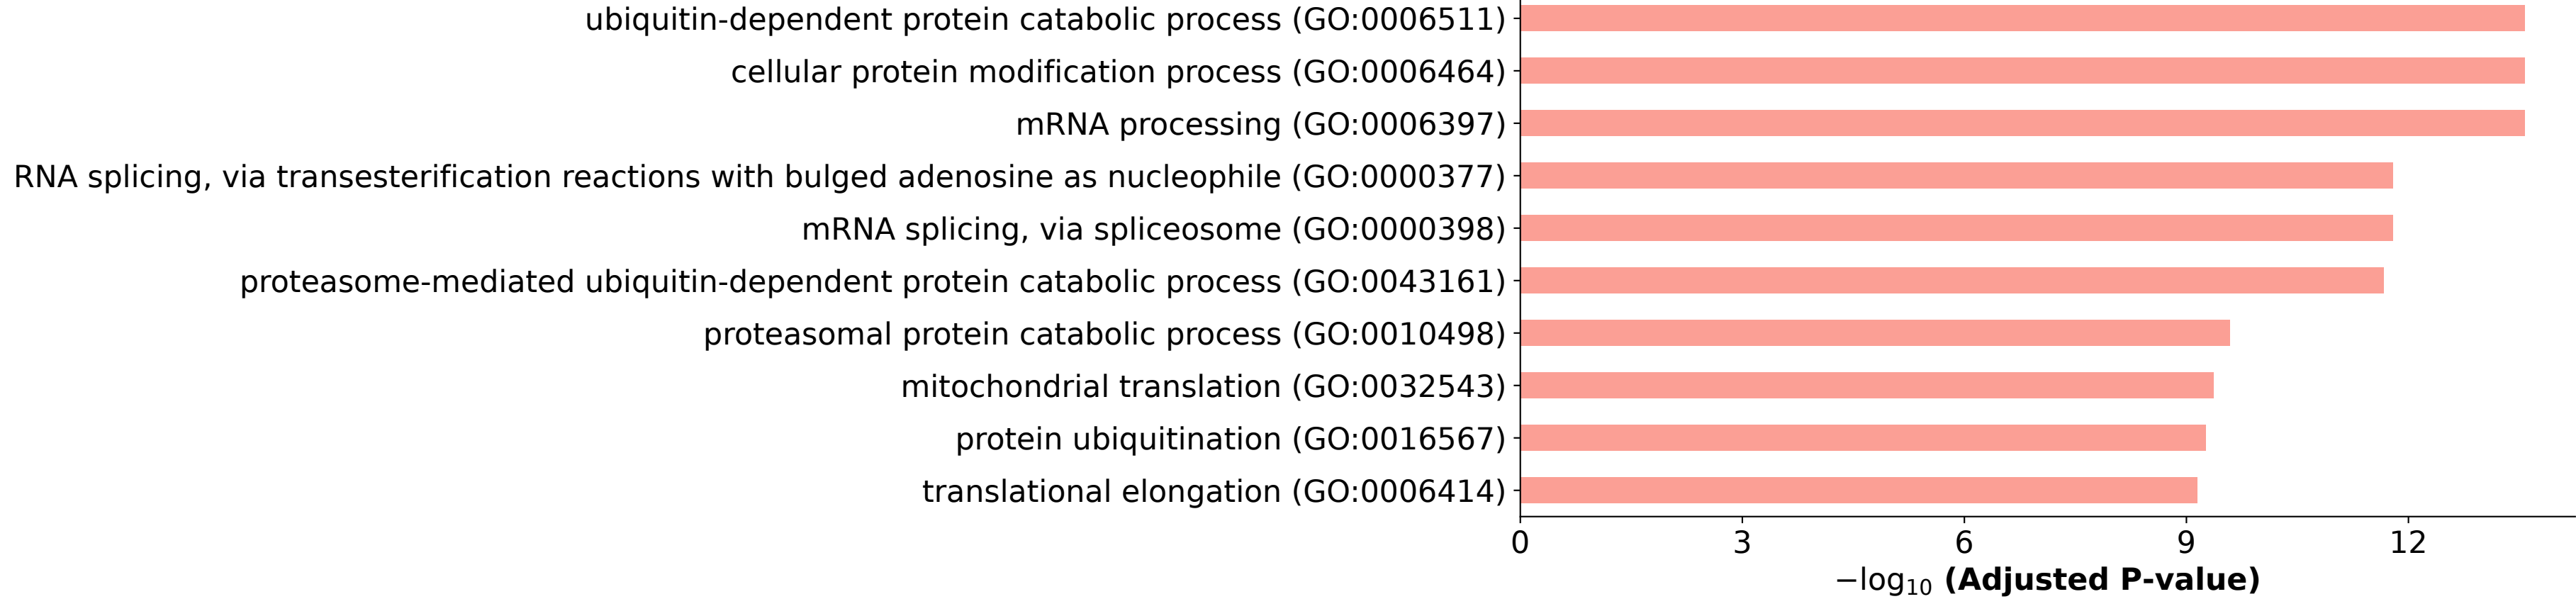 ubiquitin-dependent protein catabolic process (GO:0006511)
cellular protein modification process (GO:0006464)
mRNA processing (GO:0006397)
RNA splicing, via transesterification reactions with bulged adenosine as nucleophile (GO:0000377)
mRNA splicing, via spliceosome (GO:0000398)
proteasome-mediated ubiquitin-dependent protein catabolic process (GO:0043161)
proteasomal protein catabolic process (GO:0010498)
mitochondrial translation (GO:0032543)
protein ubiquitination (GO:0016567)
translational elongation (GO:0006414)
0 3 6 9 12
−log₁₀ (Adjusted P-value)